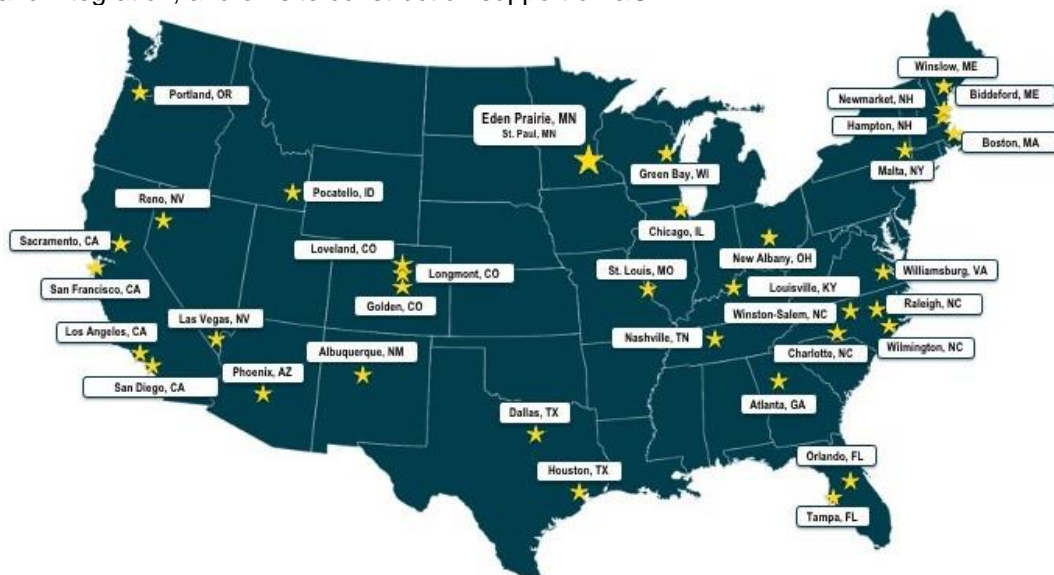 integration, and
construction support
Winslow, ME
Portland, OR
Newmarket, NH
Biddeford, ME
Eden Prairie, MN
St. Paul, MN
Hampton, NH
Boston, MA
Green Bay, WI
Malta, NY
Pocatello, ID
Reno, NV
Chicago, IL
Sacramento, CA
Loveland, CO
New Albany, OH
St. Louis, MO
Longmont, CO
Williamsburg, VA
San Francisco, CA
Louisville, KY
Golden, CO
Raleigh, NC
Winston-Salem, NC
Las Vegas, NV
Los Angeles, CA
Nashville, TN
Wilmington, NC
Albuquerque, NM
Charlotte, NC
Phoenix, AZ
San Diego, CA
Atlanta, GA
Dallas, TX
Orlando, FL
Houston, TX
Tampa, FL